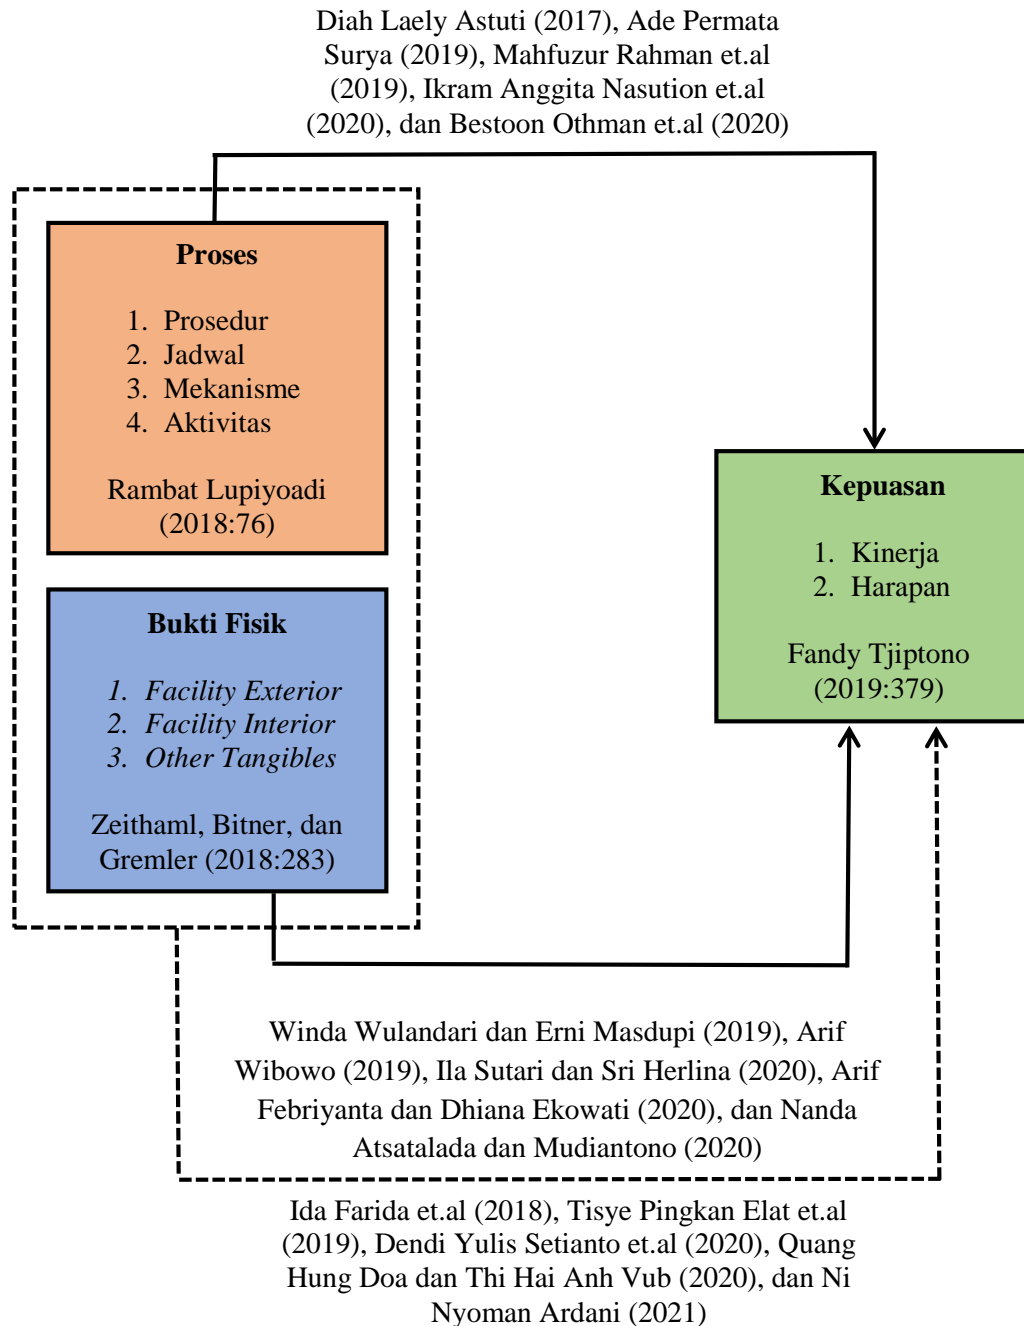 Diah Laely Astuti (2017), Ade Permata
Surya (2019), Mahfuzur Rahman et.al
(2019), Ikram Anggita Nasution et.al
(2020), dan Bestoon Othman et.al (2020)
Proses
1. Prosedur
2. Jadwal
3. Mekanisme
4. Aktivitas
Rambat Lupiyoadi
(2018:76)
Kepuasan
1. Kinerja
2. Harapan
Fandy Tjiptono
(2019:379)
Bukti Fisik
1. Facility Exterior
2. Facility Interior
3. Other Tangibles
Zeithaml, Bitner, dan
Gremler (2018:283)
Winda Wulandari dan Erni Masdupi (2019), Arif
Wibowo (2019), Ila Sutari dan Sri Herlina (2020), Arif
Febriyanta dan Dhiana Ekowati (2020), dan Nanda
Atsatalada dan Mudiantono (2020)
Ida Farida et.al (2018), Tisye Pingkan Elat et.al
(2019), Dendi Yulis Setianto et.al (2020), Quang
Hung Doa dan Thi Hai Anh Vub (2020), dan Ni
Nyoman Ardani (2021)